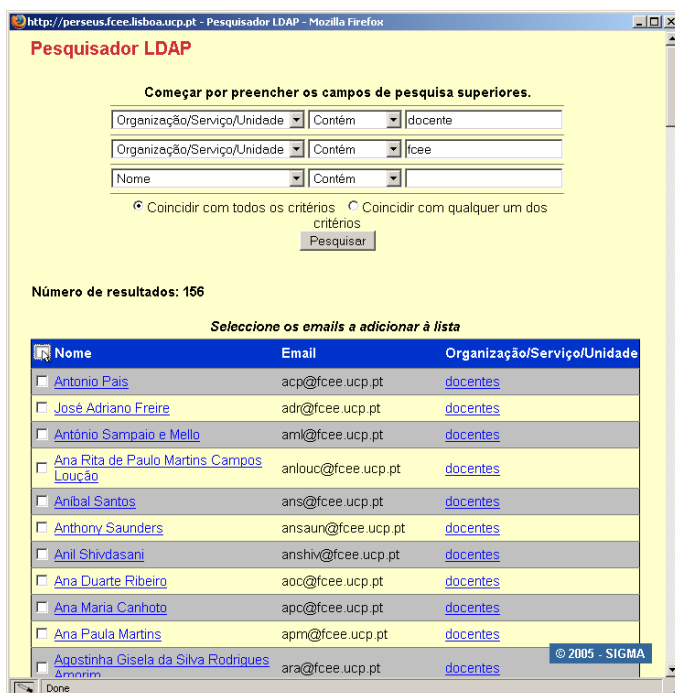 http://perseus.fcee.lisboa.ucp.pt - Pesquisador LDAP - Mozilla Firefox
Pesquisador LDAP
Começar por preencher os campos de pesquisa superiores.
Organização/Serviço/Unidade Contém docente
Organização/Serviço/Unidade Contém fcee
Nome Contém
Coincidir com todos os critérios Coincidir com qualquer um dos
critérios
Pesquisar
Número de resultados: 156
Seleccione os emails a adicionar à lista
Nome Email Organização/Serviço/Unidade
Antonio Pais acp@fcee.ucp.pt docentes
José Adriano Freire adr@fcee.ucp.pt docentes
António Sampaio e Mello aml@fcee.ucp.pt docentes
Ana Rita de Paulo Martins Campos
Loução anlouc@fcee.ucp.pt docentes
Aníbal Santos ans@fcee.ucp.pt docentes
Anthony Saunders ansaun@fcee.ucp.pt docentes
Anil Shivdasani anshiv@fcee.ucp.pt docentes
Ana Duarte Ribeiro aoc@fcee.ucp.pt docentes
Ana Maria Canhoto apc@fcee.ucp.pt docentes
Ana Paula Martins apm@fcee.ucp.pt docentes
© 2005 - SIGMA
Agostinha Gisela da Silva Rodrigues
Amorim ara@fcee.ucp.pt docentes
Done